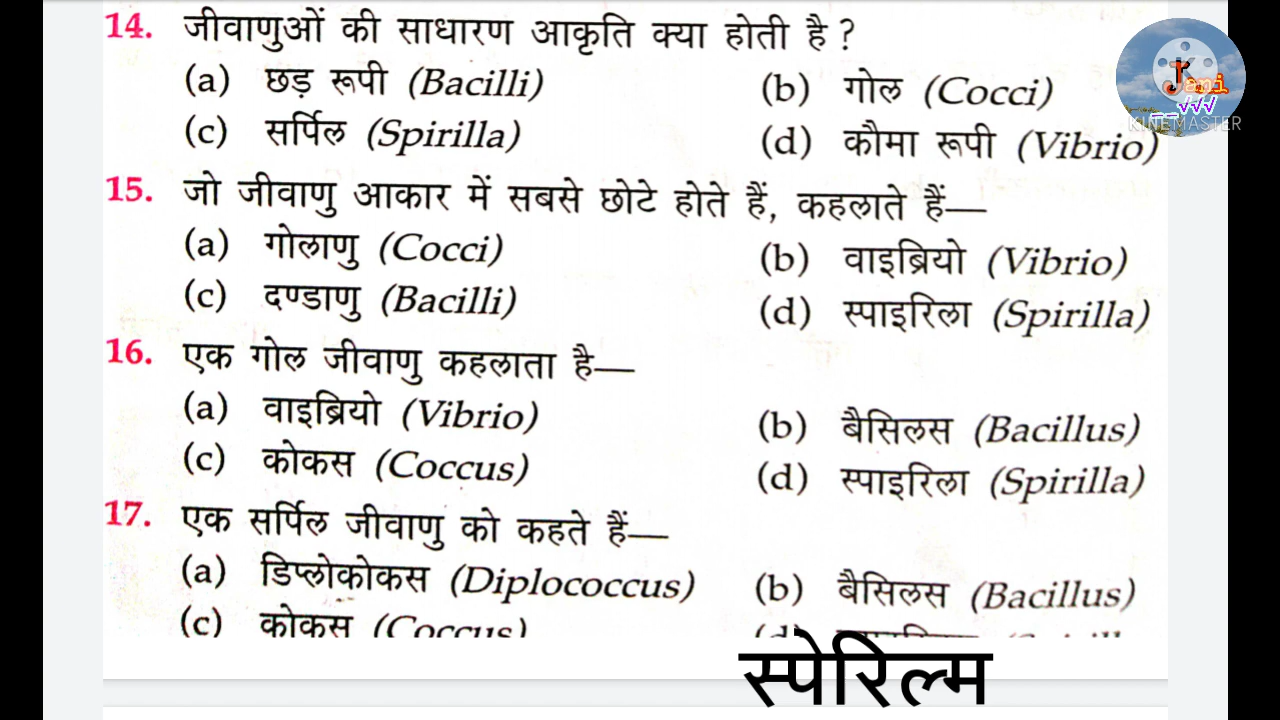 14. जीवाणुओं की साधारण आकृति क्या होती है ?
(a) छड़ रूपी (Bacilli) (b) गोल (Cocci)
(c) सर्पिल (Spirilla) (d) कौमा रूपी (Vibrio)
15. जो जीवाणु आकार में सबसे छोटे होते हैं, कहलाते हैं—
(a) गोलाणु (Cocci) (b) वाइब्रियो (Vibrio)
(c) दण्डाणु (Bacilli) (d) स्पाइरिला (Spirilla)
16. एक गोल जीवाणु कहलाता है—
(a) वाइब्रियो (Vibrio) (b) बैसिलस (Bacillus)
(c) कोकस (Coccus) (d) स्पाइरिला (Spirilla)
17. एक सर्पिल जीवाणु को कहते हैं—
(a) डिप्लोकोकस (Diplococcus) (b) बैसिलस (Bacillus)
(c) कोकस (Coccus)
स्पेरिल्म
Jani
KINEMASTER